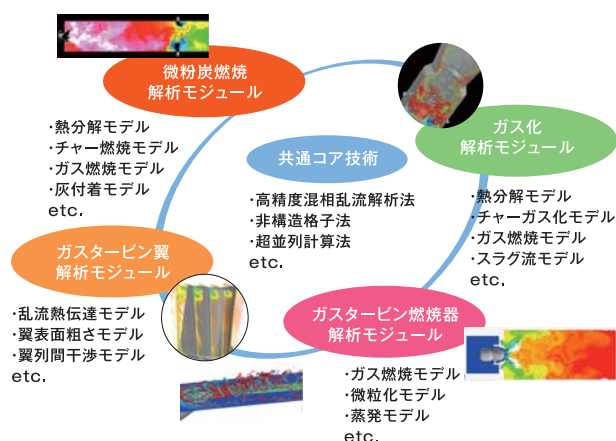 微粉炭燃焼
解析モジュール
・熱分解モデル
・チャー燃焼モデル
・ガス燃焼モデル
・灰付着モデル
etc.
共通コア技術
・高精度混相乱流解析法
・非構造格子法
・超並列計算法
etc.
ガス化
解析モジュール
・熱分解モデル
・チャーガス化モデル
・ガス燃焼モデル
・スラグ流モデル
etc.
ガスタービン翼
解析モジュール
・乱流熱伝達モデル
・翼表面粗さモデル
・翼列間干渉モデル
etc.
ガスタービン燃焼器
解析モジュール
・ガス燃焼モデル
・微粒化モデル
・蒸発モデル
etc.